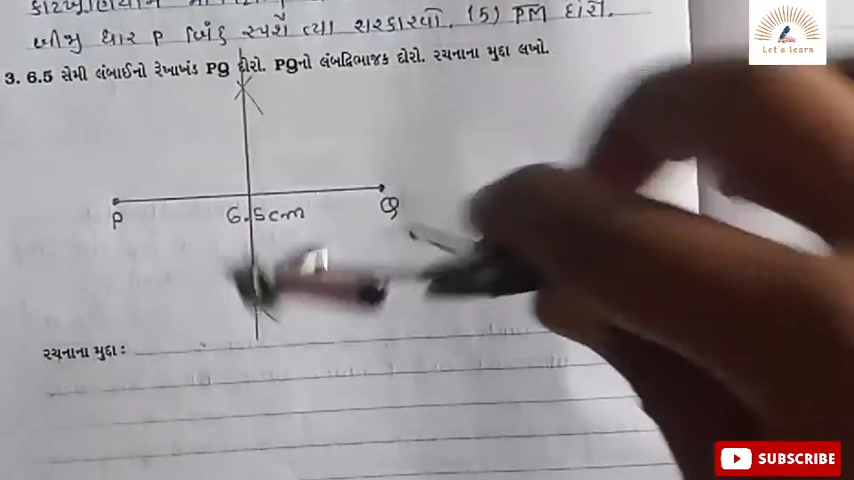 બીજી ધાર P બિંદુ સ્પર્શે ત્યા સરકાવવો. (5) PM દોરો.
3. 6.5 સેમી લંબાઈનો રેખાખંડ PQ દોરો. PQનો લંબદ્વિભાજક દોરો. રચનાના મુદ્દા લખો.
P 6.5cm Q
રચનાના મુદ્દા :
Let's learn
SUBSCRIBE